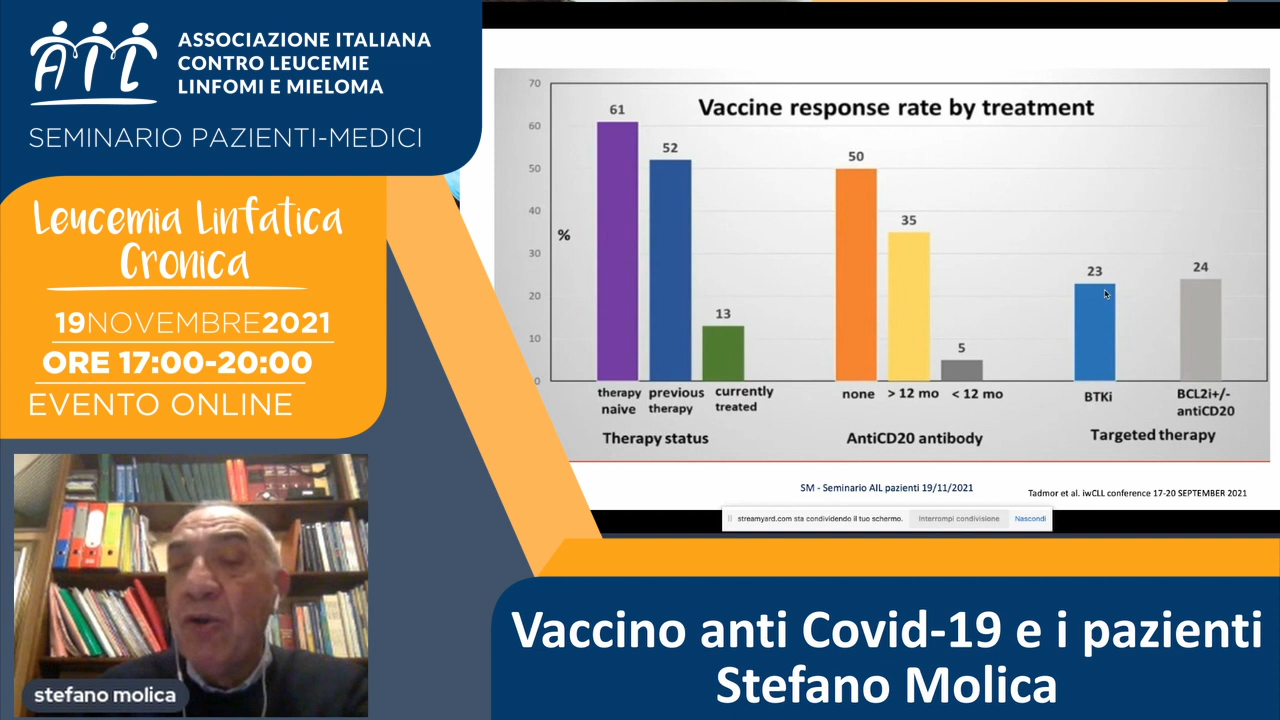 AIL
ASSOCIAZIONE ITALIANA
CONTRO LEUCEMIE
LINFOMI E MIELOMA
SEMINARIO PAZIENTI-MEDICI
Leucemia Linfatica
Cronica
19NOVEMBRE2021
ORE 17:00-20:00
EVENTO ONLINE
stefano molica
Vaccine response rate by treatment
70
60
50
40
30
20
10
0
%
61
52
13
50
35
5
23
24
therapy naive
previous therapy
currently treated
none
> 12 mo
< 12 mo
BTKi
BCL2i+/-
antiCD20
Therapy status
AntiCD20 antibody
Targeted therapy
SM - Seminario AIL pazienti 19/11/2021
Tadmor et al. iwCLL conference 17-20 SEPTEMBER 2021
streamyard.com sta condividendo il tuo schermo.
Interrompi condivisione
Nascondi
Vaccino anti Covid-19 e i pazienti
Stefano Molica